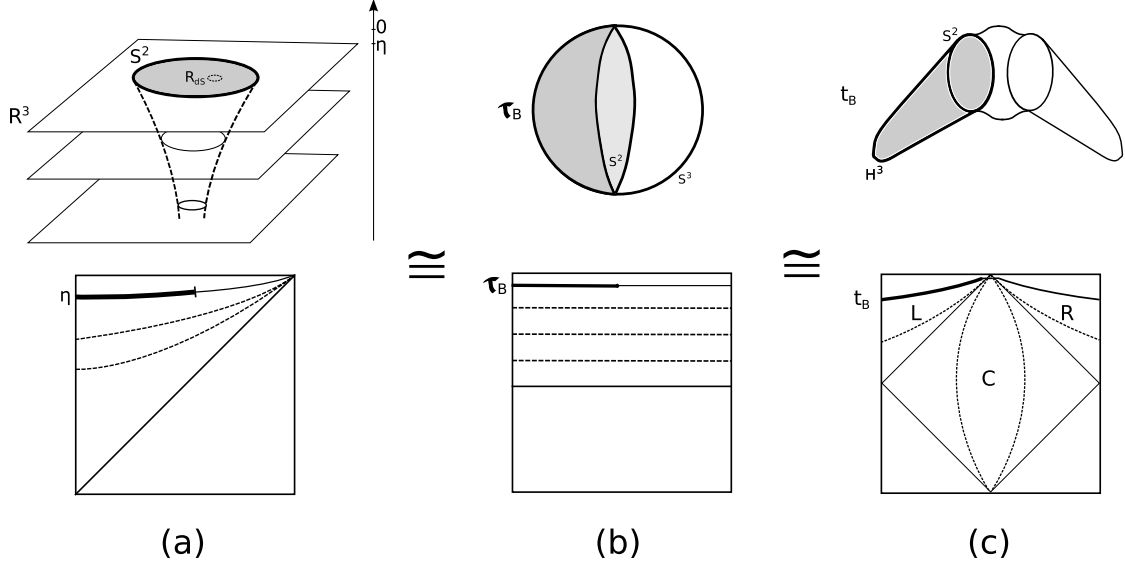 0
η
S²
R_dS
R³
η
(a)
≅
τ_B
S²
S³
τ_B
(b)
≅
S²
t_B
H³
t_B
L
R
C
(c)